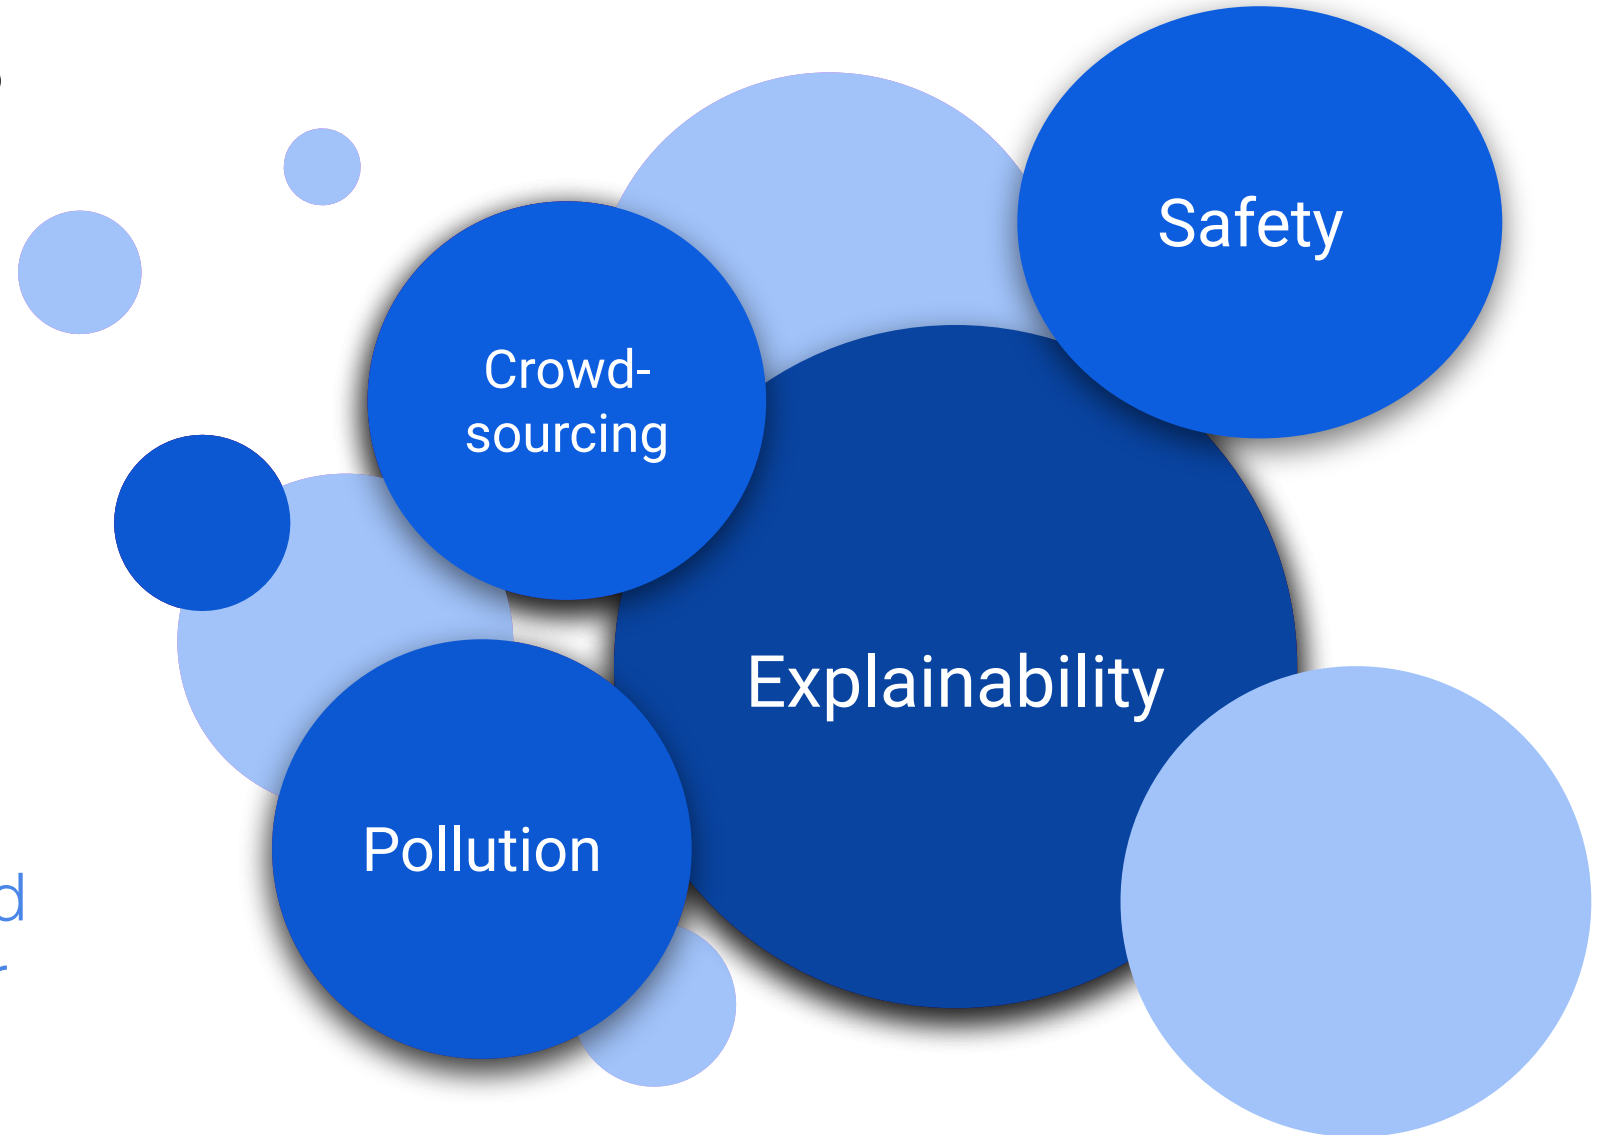 Safety
Crowd-
sourcing
Explainability
Pollution
d